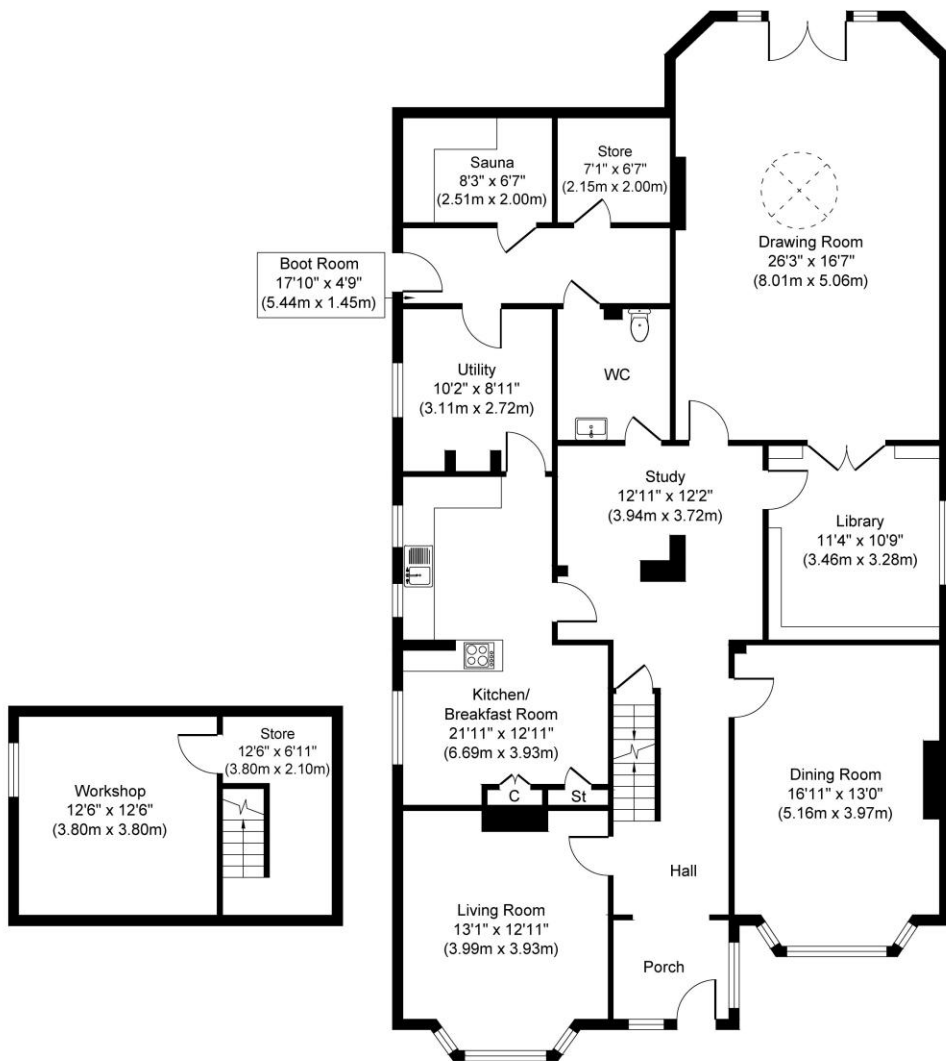 Sauna
8'3" x 6'7"
(2.51m x 2.00m)
Store
7'1" x 6'7"
(2.15m x 2.00m)
Drawing Room
26'3" x 16'7"
(8.01m x 5.06m)
Boot Room
17'10" x 4'9"
(5.44m x 1.45m)
Utility
10'2" x 8'11"
(3.11m x 2.72m)
WC
Study
12'11" x 12'2"
(3.94m x 3.72m)
Library
11'4" x 10'9"
(3.46m x 3.28m)
Kitchen/
Breakfast Room
21'11" x 12'11"
(6.69m x 3.93m)
C
St
Store
12'6" x 6'11"
(3.80m x 2.10m)
Workshop
12'6" x 12'6"
(3.80m x 3.80m)
Dining Room
16'11" x 13'0"
(5.16m x 3.97m)
Hall
Living Room
13'1" x 12'11"
(3.99m x 3.93m)
Porch